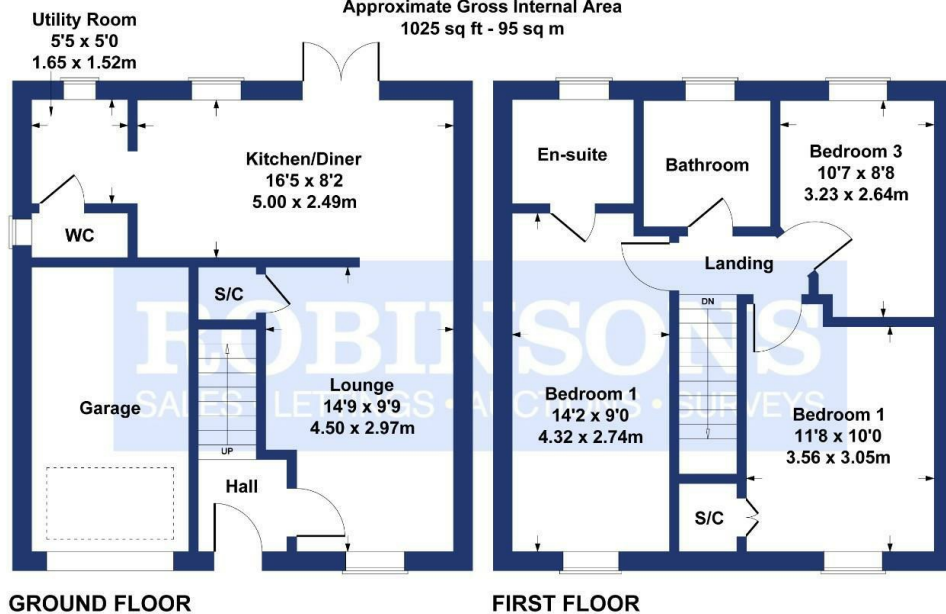 Approximate Gross Internal Area
1025 sq ft - 95 sq m
Utility Room
5'5 x 5'0
1.65 x 1.52m
Kitchen/Diner
16'5 x 8'2
5.00 x 2.49m
WC
S/C
Garage
Lounge
14'9 x 9'9
4.50 x 2.97m
UP
Hall
GROUND FLOOR
En-suite
Bathroom
Bedroom 3
10'7 x 8'8
3.23 x 2.64m
Landing
DN
Bedroom 1
14'2 x 9'0
4.32 x 2.74m
Bedroom 1
11'8 x 10'0
3.56 x 3.05m
S/C
FIRST FLOOR
ROBINSONS
SALES • LETTINGS • AUCTIONS • SURVEYS